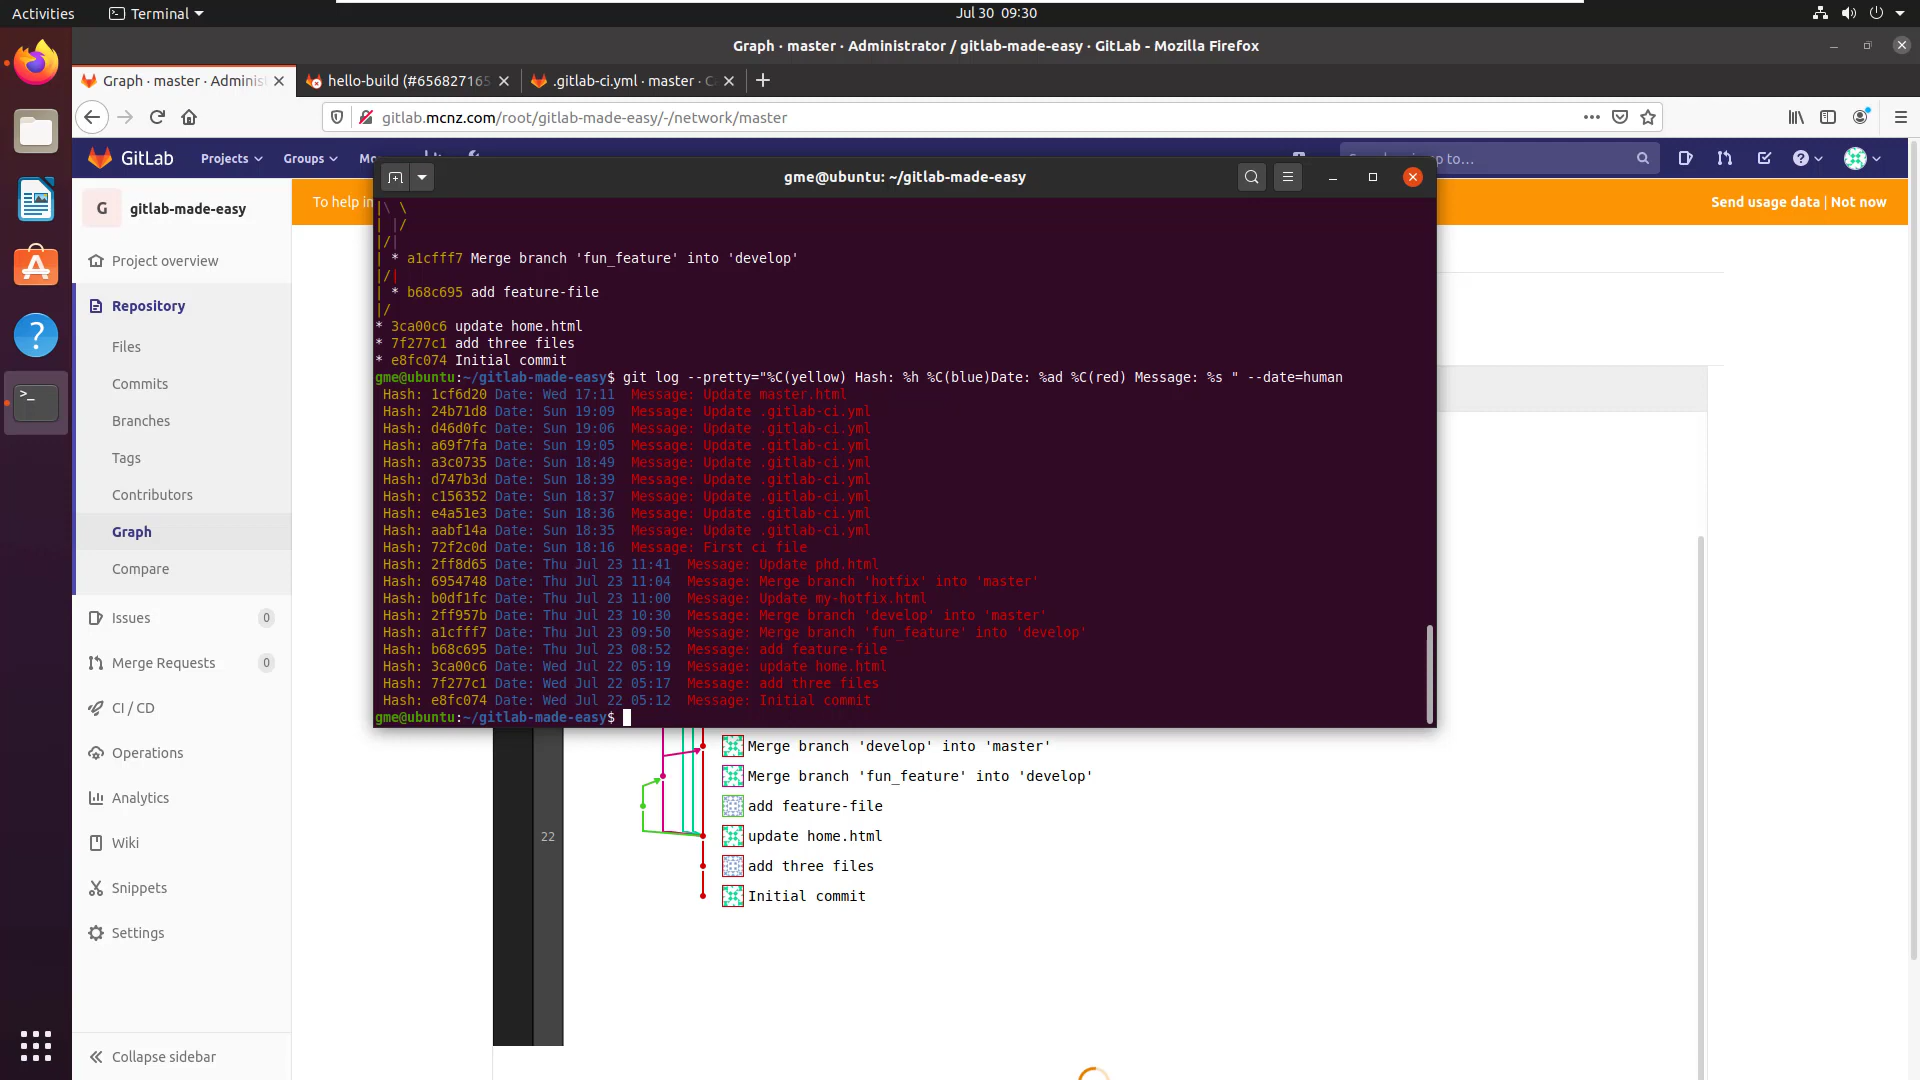 Activities
Terminal
Jul 30 09:30
Graph · master · Administrator / gitlab-made-easy · GitLab - Mozilla Firefox
Graph · master · Adminis
hello-build (#656827165
.gitlab-ci.yml · master · C
gitlab.mcnz.com/root/gitlab-made-easy/-/network/master
GitLab
Projects
Groups
gme@ubuntu: ~/gitlab-made-easy
G gitlab-made-easy
To help in
Send usage data | Not now
Project overview
Repository
Files
Commits
Branches
Tags
Contributors
Graph
Compare
Issues 0
Merge Requests 0
CI / CD
Operations
Analytics
Wiki
Snippets
Settings
Collapse sidebar
|\ \
| |/
|/|
| * a1cfff7 Merge branch 'fun_feature' into 'develop'
|/|
| * b68c695 add feature-file
|/
* 3ca00c6 update home.html
* 7f277c1 add three files
* e8fc074 Initial commit
gme@ubuntu:~/gitlab-made-easy$ git log --pretty="%C(yellow) Hash: %h %C(blue)Date: %ad %C(red) Message: %s " --date=human
Hash: 1cf6d20 Date: Wed 17:11 Message: Update master.html
Hash: 24b71d8 Date: Sun 19:09 Message: Update .gitlab-ci.yml
Hash: d46d0fc Date: Sun 19:06 Message: Update .gitlab-ci.yml
Hash: a69f7fa Date: Sun 19:05 Message: Update .gitlab-ci.yml
Hash: a3c0735 Date: Sun 18:49 Message: Update .gitlab-ci.yml
Hash: d747b3d Date: Sun 18:39 Message: Update .gitlab-ci.yml
Hash: c156352 Date: Sun 18:37 Message: Update .gitlab-ci.yml
Hash: e4a51e3 Date: Sun 18:36 Message: Update .gitlab-ci.yml
Hash: aabf14a Date: Sun 18:35 Message: Update .gitlab-ci.yml
Hash: 72f2c0d Date: Sun 18:16 Message: First ci file
Hash: 2ff8d65 Date: Thu Jul 23 11:41 Message: Update phd.html
Hash: 6954748 Date: Thu Jul 23 11:04 Message: Merge branch 'hotfix' into 'master'
Hash: b0df1fc Date: Thu Jul 23 11:00 Message: Update my-hotfix.html
Hash: 2ff957b Date: Thu Jul 23 10:30 Message: Merge branch 'develop' into 'master'
Hash: a1cfff7 Date: Thu Jul 23 09:50 Message: Merge branch 'fun_feature' into 'develop'
Hash: b68c695 Date: Thu Jul 23 08:52 Message: add feature-file
Hash: 3ca00c6 Date: Wed Jul 22 05:19 Message: update home.html
Hash: 7f277c1 Date: Wed Jul 22 05:17 Message: add three files
Hash: e8fc074 Date: Wed Jul 22 05:12 Message: Initial commit
gme@ubuntu:~/gitlab-made-easy$
Merge branch 'develop' into 'master'
Merge branch 'fun_feature' into 'develop'
add feature-file
22
update home.html
add three files
Initial commit